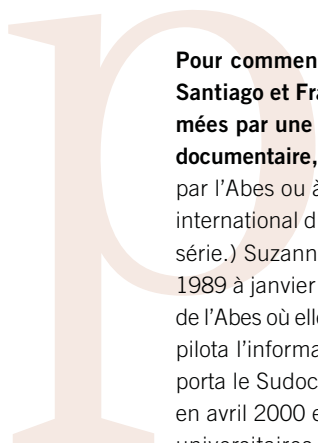 p
Pour commen
Santiago et Fra
mées par une
documentaire,
par l'Abes ou à
international d
série.) Suzann
1989 à janvier
de l'Abes où elle
pilota l'informa
porta le Sudoc
en avril 2000 e